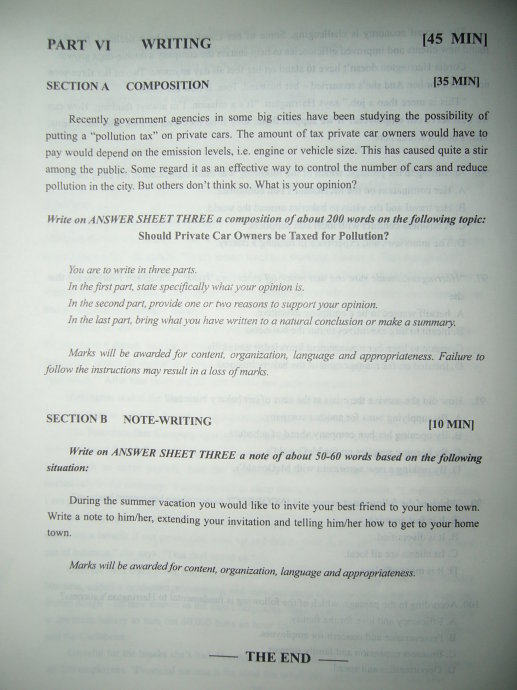 PART VI WRITING [45 MIN]
SECTION A COMPOSITION [35 MIN]
Recently government agencies in some big cities have been studying the possibility of
putting a “pollution tax” on private cars. The amount of tax private car owners would have to
pay would depend on the emission levels, i.e. engine or vehicle size. This has caused quite a stir
among the public. Some regard it as an effective way to control the number of cars and reduce
pollution in the city. But others don’t think so. What is your opinion?
Write on ANSWER SHEET THREE a composition of about 200 words on the following topic:
Should Private Car Owners be Taxed for Pollution?
You are to write in three parts.
In the first part, state specifically what your opinion is.
In the second part, provide one or two reasons to support your opinion.
In the last part, bring what you have written to a natural conclusion or make a summary.
Marks will be awarded for content, organization, language and appropriateness. Failure to
follow the instructions may result in a loss of marks.
SECTION B NOTE-WRITING [10 MIN]
Write on ANSWER SHEET THREE a note of about 50-60 words based on the following
situation:
During the summer vacation you would like to invite your best friend to your home town.
Write a note to him/her, extending your invitation and telling him/her how to get to your home
town.
Marks will be awarded for content, organization, language and appropriateness.
—— THE END ——